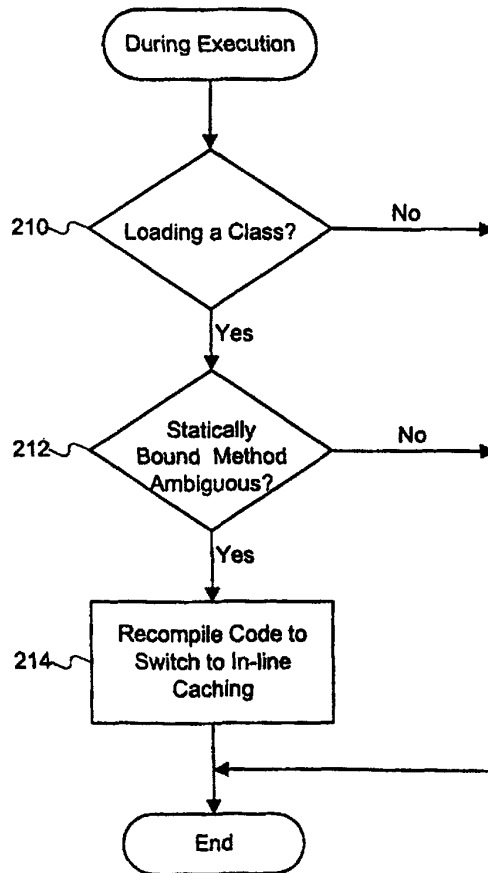 During Execution
210
Loading a Class?
No
Yes
212
Statically
Bound Method
Ambiguous?
No
Yes
214
Recompile Code to
Switch to In-line
Caching
End